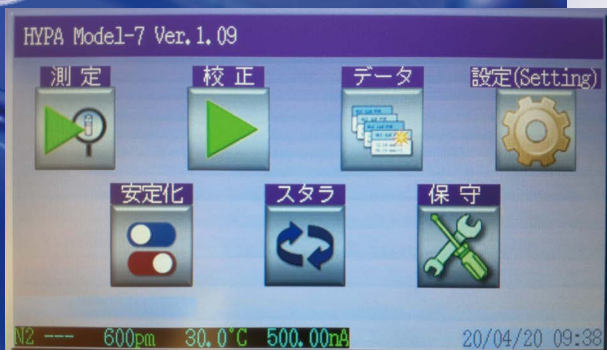 HYPA Model-7 Ver.1.09
測定 校正 データ 設定(Setting)
安定化 スタラ 保守
N2 --- 600pm 30.0°C 500.00nA 20/04/20 09:38